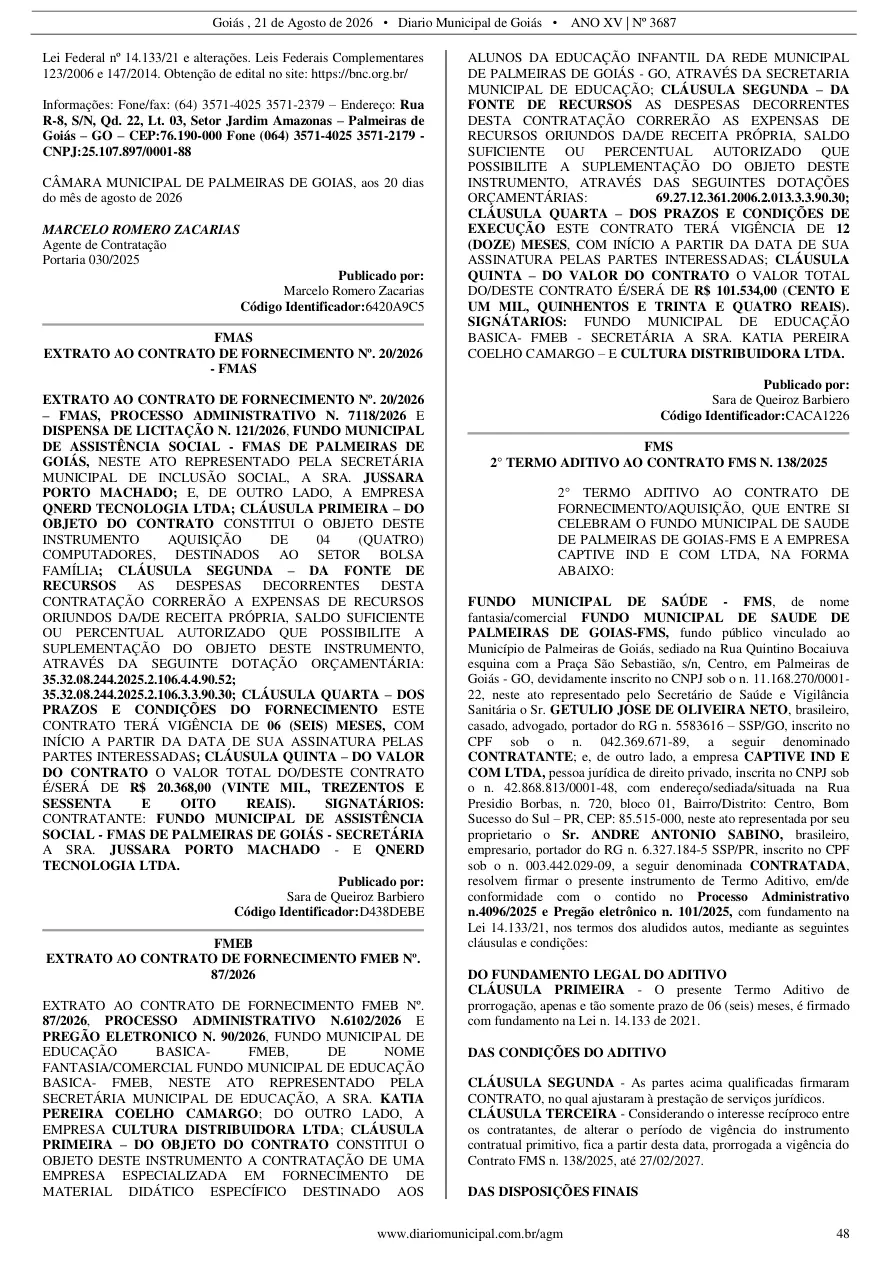 Goiás , 21 de Agosto de 2026 • Diario Municipal de Goiás • ANO XV | Nº 3687
Lei Federal nº 14.133/21 e alterações. Leis Federais Complementares
123/2006 e 147/2014. Obtenção de edital no site: https://bnc.org.br/
Informações: Fone/fax: (64) 3571-4025 3571-2379 – Endereço: Rua
R-8, S/N, Qd. 22, Lt. 03, Setor Jardim Amazonas – Palmeiras de
Goiás – GO – CEP:76.190-000 Fone (064) 3571-4025 3571-2179 -
CNPJ:25.107.897/0001-88
CÂMARA MUNICIPAL DE PALMEIRAS DE GOIAS, aos 20 dias
do mês de agosto de 2026
MARCELO ROMERO ZACARIAS
Agente de Contratação
Portaria 030/2025
Publicado por:
Marcelo Romero Zacarias
Código Identificador:6420A9C5
FMAS
EXTRATO AO CONTRATO DE FORNECIMENTO Nº. 20/2026
- FMAS
EXTRATO AO CONTRATO DE FORNECIMENTO Nº. 20/2026
– FMAS, PROCESSO ADMINISTRATIVO N. 7118/2026 E
DISPENSA DE LICITAÇÃO N. 121/2026, FUNDO MUNICIPAL
DE ASSISTÊNCIA SOCIAL - FMAS DE PALMEIRAS DE
GOIÁS, NESTE ATO REPRESENTADO PELA SECRETÁRIA
MUNICIPAL DE INCLUSÃO SOCIAL, A SRA. JUSSARA
PORTO MACHADO; E, DE OUTRO LADO, A EMPRESA
QNERD TECNOLOGIA LTDA; CLÁUSULA PRIMEIRA – DO
OBJETO DO CONTRATO CONSTITUI O OBJETO DESTE
INSTRUMENTO AQUISIÇÃO DE 04 (QUATRO)
COMPUTADORES, DESTINADOS AO SETOR BOLSA
FAMÍLIA; CLÁUSULA SEGUNDA – DA FONTE DE
RECURSOS AS DESPESAS DECORRENTES DESTA
CONTRATAÇÃO CORRERÃO A EXPENSAS DE RECURSOS
ORIUNDOS DA/DE RECEITA PRÓPRIA, SALDO SUFICIENTE
OU PERCENTUAL AUTORIZADO QUE POSSIBILITE A
SUPLEMENTAÇÃO DO OBJETO DESTE INSTRUMENTO,
ATRAVÉS DA SEGUINTE DOTAÇÃO ORÇAMENTÁRIA:
35.32.08.244.2025.2.106.4.4.90.52;
35.32.08.244.2025.2.106.3.3.90.30; CLÁUSULA QUARTA – DOS
PRAZOS E CONDIÇÕES DO FORNECIMENTO ESTE
CONTRATO TERÁ VIGÊNCIA DE 06 (SEIS) MESES, COM
INÍCIO A PARTIR DA DATA DE SUA ASSINATURA PELAS
PARTES INTERESSADAS; CLÁUSULA QUINTA – DO VALOR
DO CONTRATO O VALOR TOTAL DO/DESTE CONTRATO
É/SERÁ DE R$ 20.368,00 (VINTE MIL, TREZENTOS E
SESSENTA E OITO REAIS). SIGNATÁRIOS:
CONTRATANTE: FUNDO MUNICIPAL DE ASSISTÊNCIA
SOCIAL - FMAS DE PALMEIRAS DE GOIÁS - SECRETÁRIA
A SRA. JUSSARA PORTO MACHADO - E QNERD
TECNOLOGIA LTDA.
Publicado por:
Sara de Queiroz Barbiero
Código Identificador:D438DEBE
FMEB
EXTRATO AO CONTRATO DE FORNECIMENTO FMEB Nº.
87/2026
EXTRATO AO CONTRATO DE FORNECIMENTO FMEB Nº.
87/2026, PROCESSO ADMINISTRATIVO N.6102/2026 E
PREGÃO ELETRONICO N. 90/2026, FUNDO MUNICIPAL DE
EDUCAÇÃO BASICA- FMEB, DE NOME
FANTASIA/COMERCIAL FUNDO MUNICIPAL DE EDUCAÇÃO
BASICA- FMEB, NESTE ATO REPRESENTADO PELA
SECRETÁRIA MUNICIPAL DE EDUCAÇÃO, A SRA. KATIA
PEREIRA COELHO CAMARGO; DO OUTRO LADO, A
EMPRESA CULTURA DISTRIBUIDORA LTDA; CLÁUSULA
PRIMEIRA – DO OBJETO DO CONTRATO CONSTITUI O
OBJETO DESTE INSTRUMENTO A CONTRATAÇÃO DE UMA
EMPRESA ESPECIALIZADA EM FORNECIMENTO DE
MATERIAL DIDÁTICO ESPECÍFICO DESTINADO AOS
ALUNOS DA EDUCAÇÃO INFANTIL DA REDE MUNICIPAL
DE PALMEIRAS DE GOIÁS - GO, ATRAVÉS DA SECRETARIA
MUNICIPAL DE EDUCAÇÃO; CLÁUSULA SEGUNDA – DA
FONTE DE RECURSOS AS DESPESAS DECORRENTES
DESTA CONTRATAÇÃO CORRERÃO AS EXPENSAS DE
RECURSOS ORIUNDOS DA/DE RECEITA PRÓPRIA, SALDO
SUFICIENTE OU PERCENTUAL AUTORIZADO QUE
POSSIBILITE A SUPLEMENTAÇÃO DO OBJETO DESTE
INSTRUMENTO, ATRAVÉS DAS SEGUINTES DOTAÇÕES
ORÇAMENTÁRIAS: 69.27.12.361.2006.2.013.3.3.90.30;
CLÁUSULA QUARTA – DOS PRAZOS E CONDIÇÕES DE
EXECUÇÃO ESTE CONTRATO TERÁ VIGÊNCIA DE 12
(DOZE) MESES, COM INÍCIO A PARTIR DA DATA DE SUA
ASSINATURA PELAS PARTES INTERESSADAS; CLÁUSULA
QUINTA – DO VALOR DO CONTRATO O VALOR TOTAL
DO/DESTE CONTRATO É/SERÁ DE R$ 101.534,00 (CENTO E
UM MIL, QUINHENTOS E TRINTA E QUATRO REAIS).
SIGNÁTARIOS: FUNDO MUNICIPAL DE EDUCAÇÃO
BASICA- FMEB - SECRETÁRIA A SRA. KATIA PEREIRA
COELHO CAMARGO – E CULTURA DISTRIBUIDORA LTDA.
Publicado por:
Sara de Queiroz Barbiero
Código Identificador:CACA1226
FMS
2° TERMO ADITIVO AO CONTRATO FMS N. 138/2025
2° TERMO ADITIVO AO CONTRATO DE
FORNECIMENTO/AQUISIÇÃO, QUE ENTRE SI
CELEBRAM O FUNDO MUNICIPAL DE SAUDE
DE PALMEIRAS DE GOIAS-FMS E A EMPRESA
CAPTIVE IND E COM LTDA, NA FORMA
ABAIXO:
FUNDO MUNICIPAL DE SAÚDE - FMS, de nome
fantasia/comercial FUNDO MUNICIPAL DE SAUDE DE
PALMEIRAS DE GOIAS-FMS, fundo público vinculado ao
Município de Palmeiras de Goiás, sediado na Rua Quintino Bocaiuva
esquina com a Praça São Sebastião, s/n, Centro, em Palmeiras de
Goiás - GO, devidamente inscrito no CNPJ sob o n. 11.168.270/0001-
22, neste ato representado pelo Secretário de Saúde e Vigilância
Sanitária o Sr. GETULIO JOSE DE OLIVEIRA NETO, brasileiro,
casado, advogado, portador do RG n. 5583616 – SSP/GO, inscrito no
CPF sob o n. 042.369.671-89, a seguir denominado
CONTRATANTE; e, de outro lado, a empresa CAPTIVE IND E
COM LTDA, pessoa jurídica de direito privado, inscrita no CNPJ sob
o n. 42.868.813/0001-48, com endereço/sediada/situada na Rua
Presidio Borbas, n. 720, bloco 01, Bairro/Distrito: Centro, Bom
Sucesso do Sul – PR, CEP: 85.515-000, neste ato representada por seu
proprietario o Sr. ANDRE ANTONIO SABINO, brasileiro,
empresario, portador do RG n. 6.327.184-5 SSP/PR, inscrito no CPF
sob o n. 003.442.029-09, a seguir denominada CONTRATADA,
resolvem firmar o presente instrumento de Termo Aditivo, em/de
conformidade com o contido no Processo Administrativo
n.4096/2025 e Pregão eletrônico n. 101/2025, com fundamento na
Lei 14.133/21, nos termos dos aludidos autos, mediante as seguintes
cláusulas e condições:
DO FUNDAMENTO LEGAL DO ADITIVO
CLÁUSULA PRIMEIRA - O presente Termo Aditivo de
prorrogação, apenas e tão somente prazo de 06 (seis) meses, é firmado
com fundamento na Lei n. 14.133 de 2021.
DAS CONDIÇÕES DO ADITIVO
CLÁUSULA SEGUNDA - As partes acima qualificadas firmaram
CONTRATO, no qual ajustaram à prestação de serviços jurídicos.
CLÁUSULA TERCEIRA - Considerando o interesse recíproco entre
os contratantes, de alterar o período de vigência do instrumento
contratual primitivo, fica a partir desta data, prorrogada a vigência do
Contrato FMS n. 138/2025, até 27/02/2027.
DAS DISPOSIÇÕES FINAIS
www.diariomunicipal.com.br/agm
48